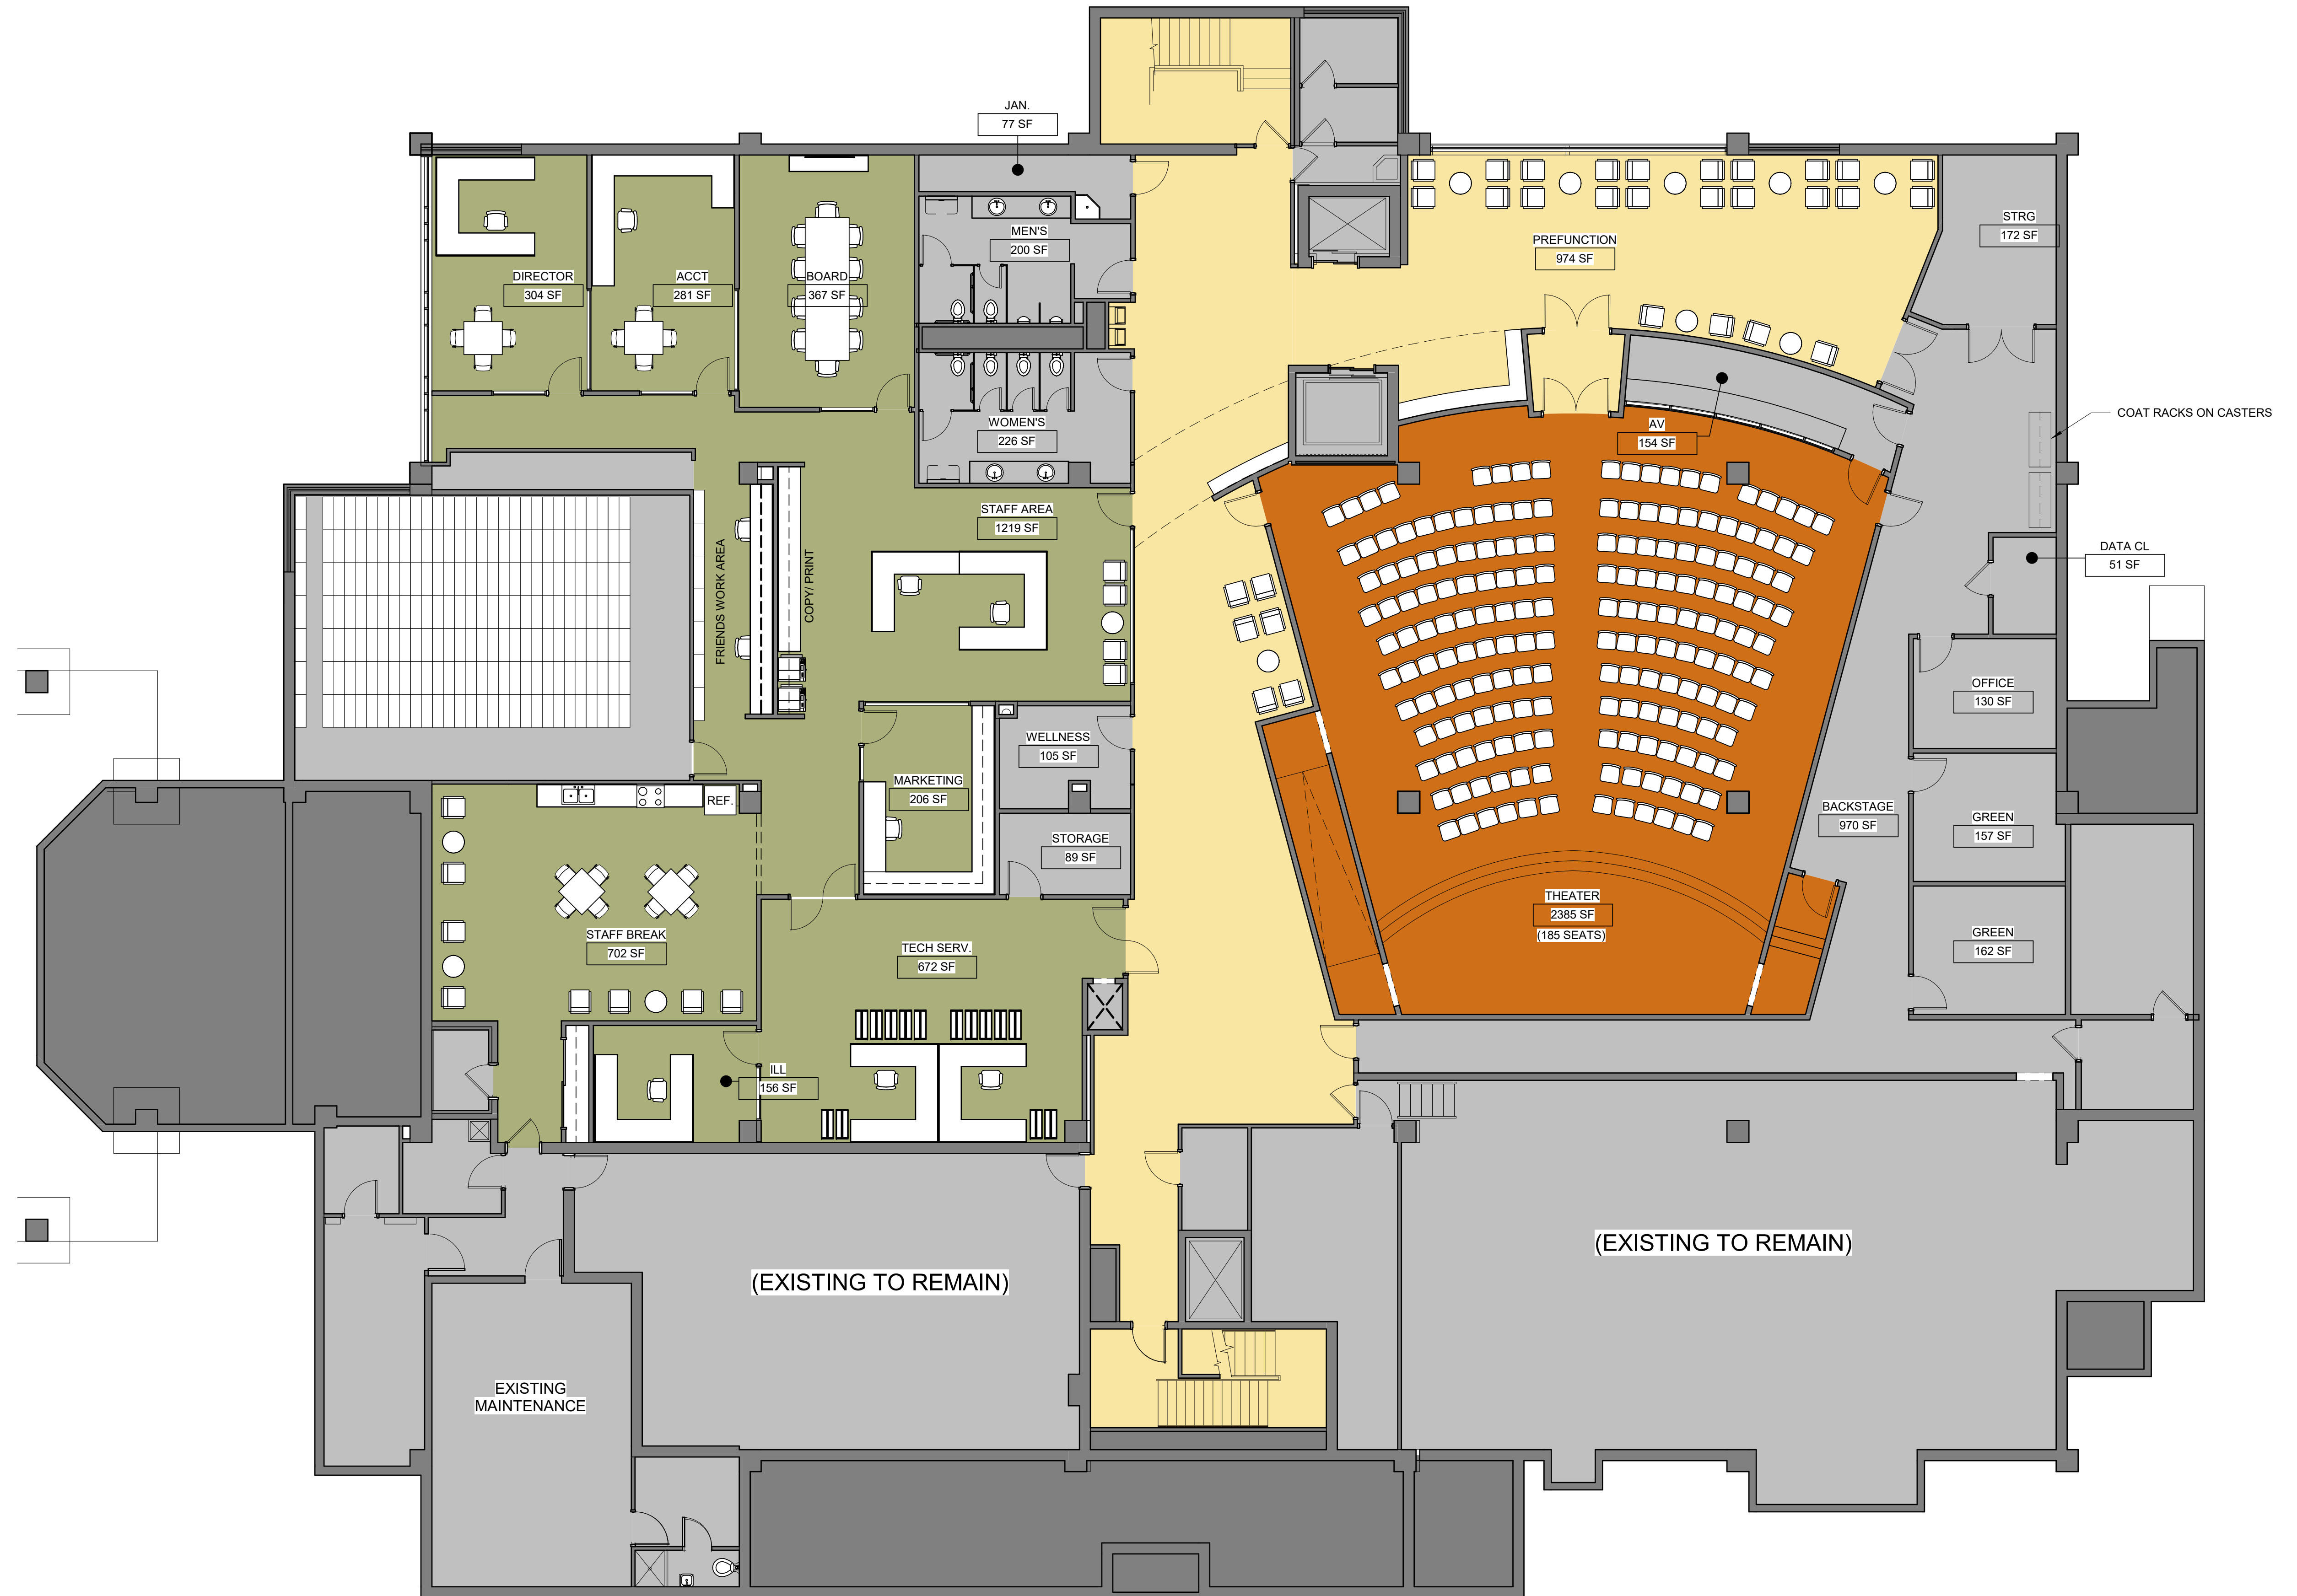 JAN.
77 SF
MEN'S
200 SF
STRG
172 SF
PREFUNCTION
974 SF
DIRECTOR
304 SF
ACCT
281 SF
BOARD
367 SF
COAT RACKS ON CASTERS
WOMEN'S
226 SF
AV
154 SF
STAFF AREA
1219 SF
FRIENDS WORK AREA
COPY/ PRINT
DATA CL
51 SF
OFFICE
130 SF
WELLNESS
105 SF
MARKETING
206 SF
REF.
BACKSTAGE
970 SF
GREEN
157 SF
STORAGE
89 SF
THEATER
2385 SF
(185 SEATS)
STAFF BREAK
702 SF
TECH SERV.
672 SF
GREEN
162 SF
ILL
156 SF
(EXISTING TO REMAIN)
(EXISTING TO REMAIN)
EXISTING
MAINTENANCE